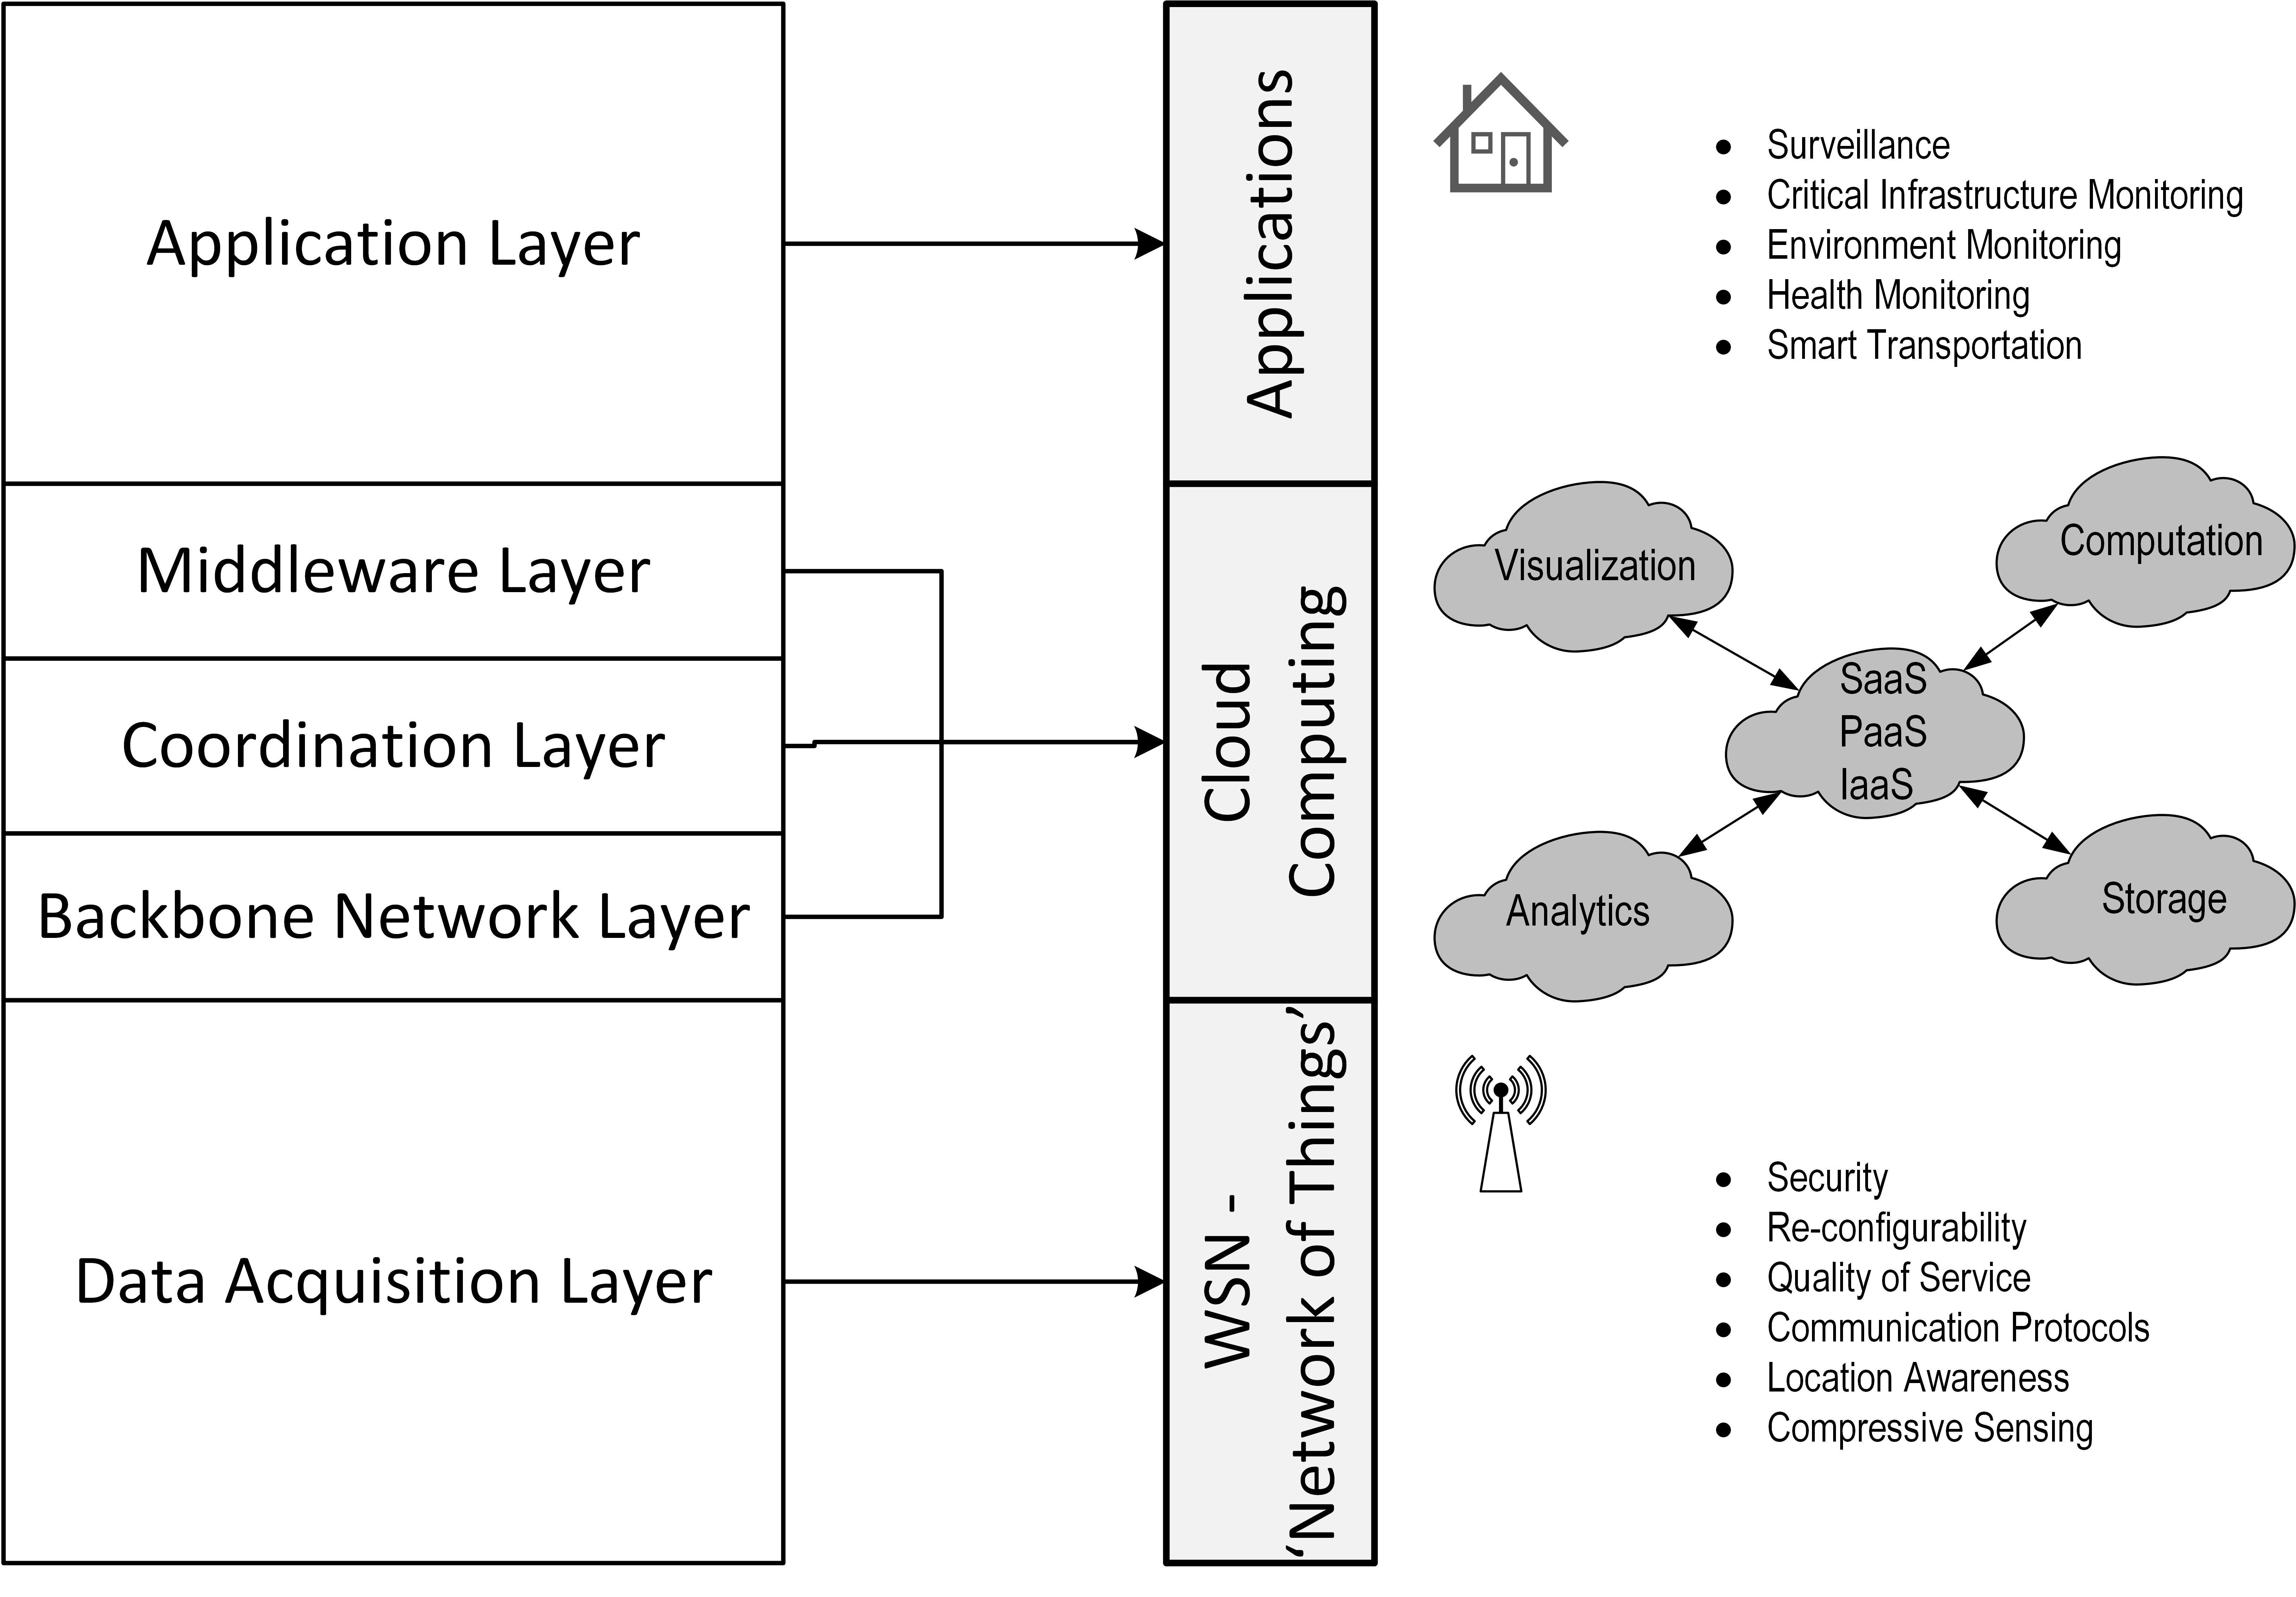 Application Layer
Middleware Layer
Coordination Layer
Backbone Network Layer
Data Acquisition Layer
Applications
Cloud
Computing
WSN -
‘Network of Things’
Surveillance
Critical Infrastructure Monitoring
Environment Monitoring
Health Monitoring
Smart Transportation
Visualization
Computation
SaaS
PaaS
IaaS
Analytics
Storage
Security
Re-configurability
Quality of Service
Communication Protocols
Location Awareness
Compressive Sensing